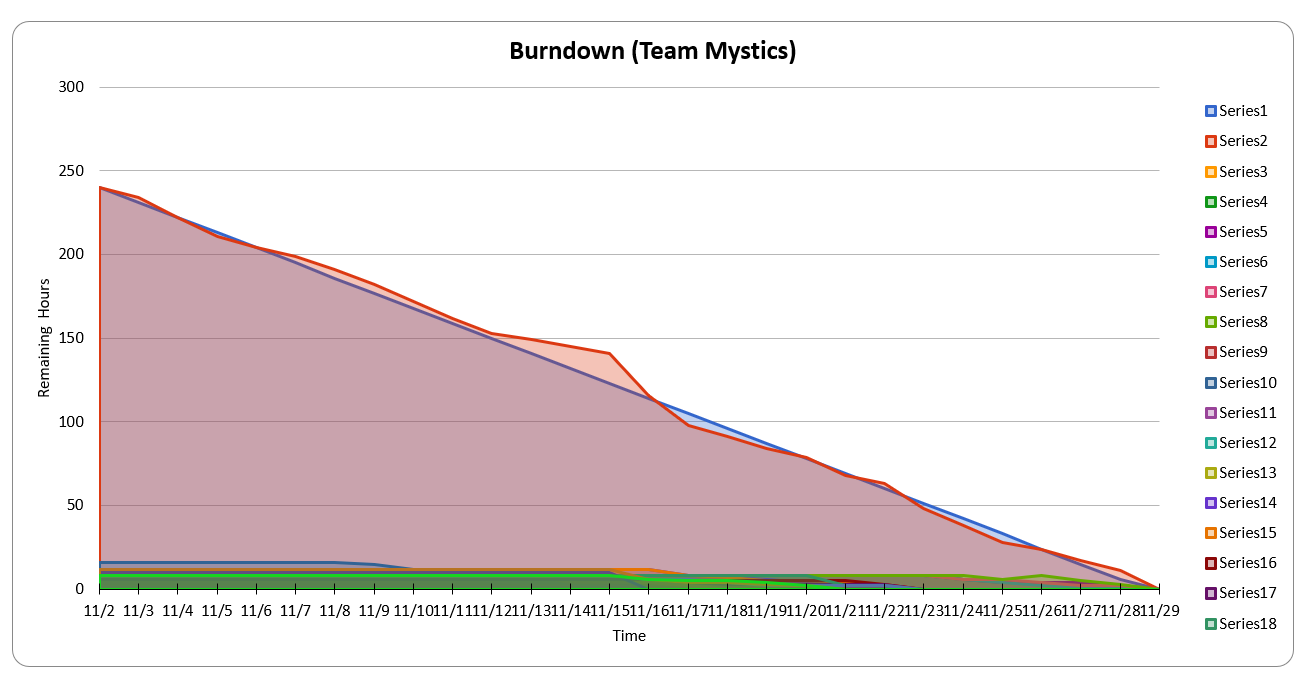 Burndown (Team Mystics)
300
250
200
150
100
50
0
Remaining Hours
11/2 11/3 11/4 11/5 11/6 11/7 11/8 11/9 11/10 11/11 11/12 11/13 11/14 11/15 11/16 11/17 11/18 11/19 11/20 11/21 11/22 11/23 11/24 11/25 11/26 11/27 11/28 11/29
Time
Series1
Series2
Series3
Series4
Series5
Series6
Series7
Series8
Series9
Series10
Series11
Series12
Series13
Series14
Series15
Series16
Series17
Series18